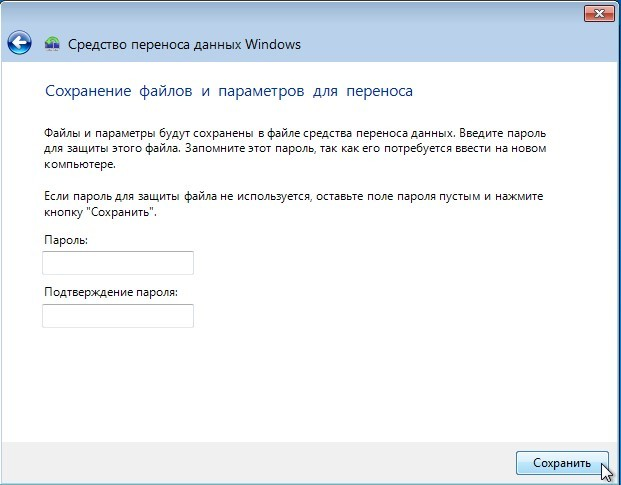 Средство переноса данных Windows
Сохранение файлов и параметров для переноса
Файлы и параметры будут сохранены в файле средства переноса данных. Введите пароль
для защиты этого файла. Запомните этот пароль, так как его потребуется ввести на новом
компьютере.
Если пароль для защиты файла не используется, оставьте поле пароля пустым и нажмите
кнопку "Сохранить".
Пароль:
Подтверждение пароля:
Сохранить